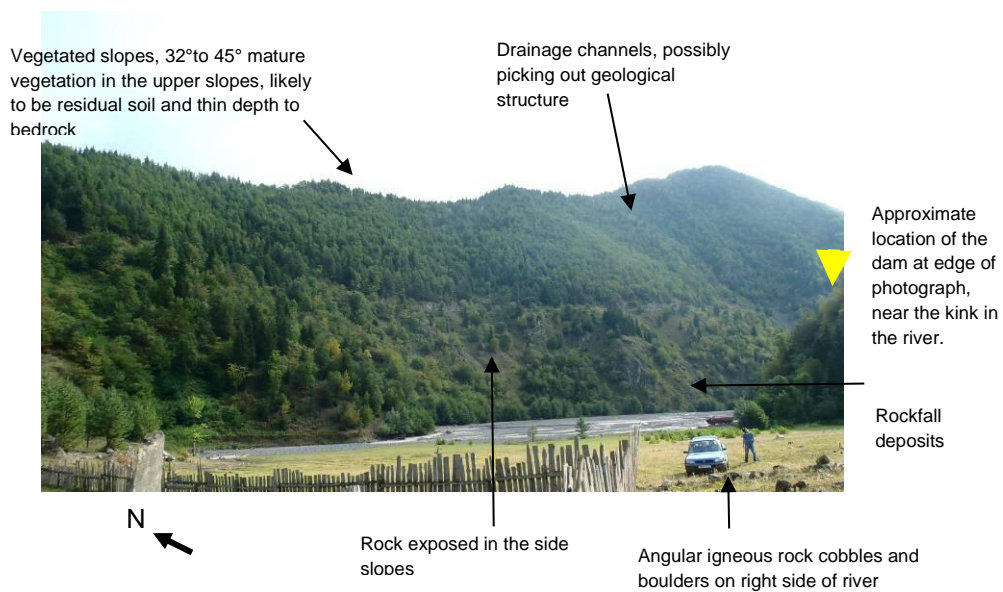 Vegetated slopes, 32°to 45° mature
vegetation in the upper slopes, likely
to be residual soil and thin depth to
bedrock
Drainage channels, possibly
picking out geological
structure
Approximate
location of the
dam at edge of
photograph,
near the kink in
the river.
Rockfall
deposits
N
Rock exposed in the side
slopes
Angular igneous rock cobbles and
boulders on right side of river